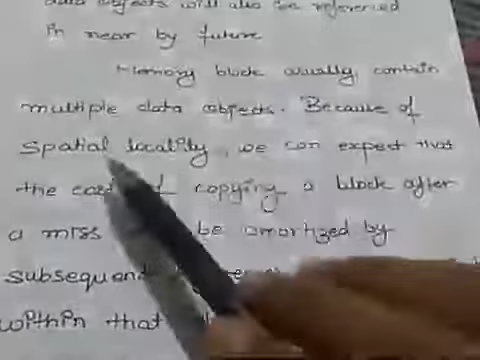 data objects will also be referenced
in near by future
Memory block usually contain
multiple data objects. Because of
spatial locality, we can expect that
the cost of copying a block after
a miss be amortized by
subsequand
within that